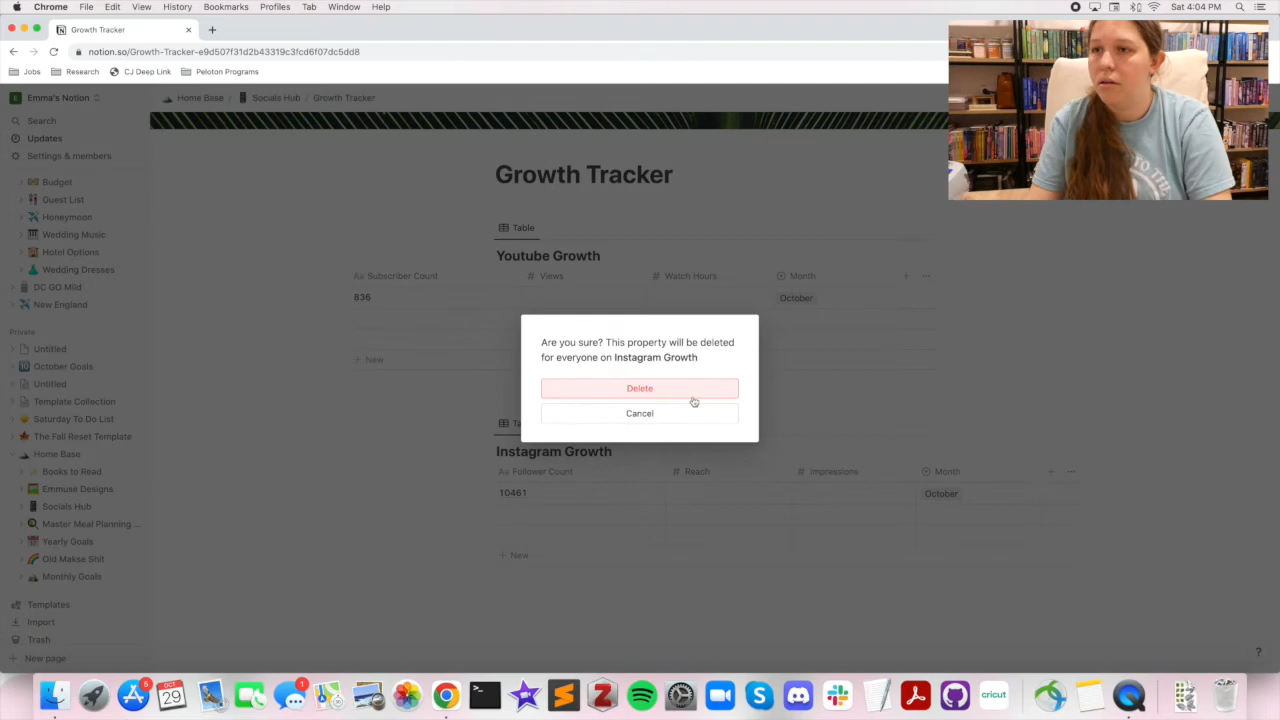 Chrome File Edit View History Bookmarks Profiles Tab Window Help Sat 4:04 PM
Growth Tracker
notion.so/Growth-Tracker-e9d507f31d2b43319c3fcd6f07dc5dd8
Jobs Research CJ Deep Link Peloton Programs
E Emma's Notion
Home Base / Socials Hub / Growth Tracker
Search
Updates
Settings & members
Budget
Guest List
Honeymoon
Wedding Music
Hotel Options
Wedding Dresses
DC GO Mild
New England
Private
Untitled
October Goals
Untitled
Template Collection
Saturday To Do List
The Fall Reset Template
Home Base
Books to Read
Emmuse Designs
Socials Hub
Master Meal Planning ...
Yearly Goals
Old Makse Shit
Monthly Goals
Templates
Import
Trash
New page
Growth Tracker
Table
Youtube Growth
Aa Subscriber Count # Views # Watch Hours Month + ...
836 October
+ New
Are you sure? This property will be deleted
for everyone on Instagram Growth
Delete
Cancel
Instagram Growth
Aa Follower Count # Reach # Impressions Month + ...
10461 October
+ New
?
5
OCT
29
1
cricut